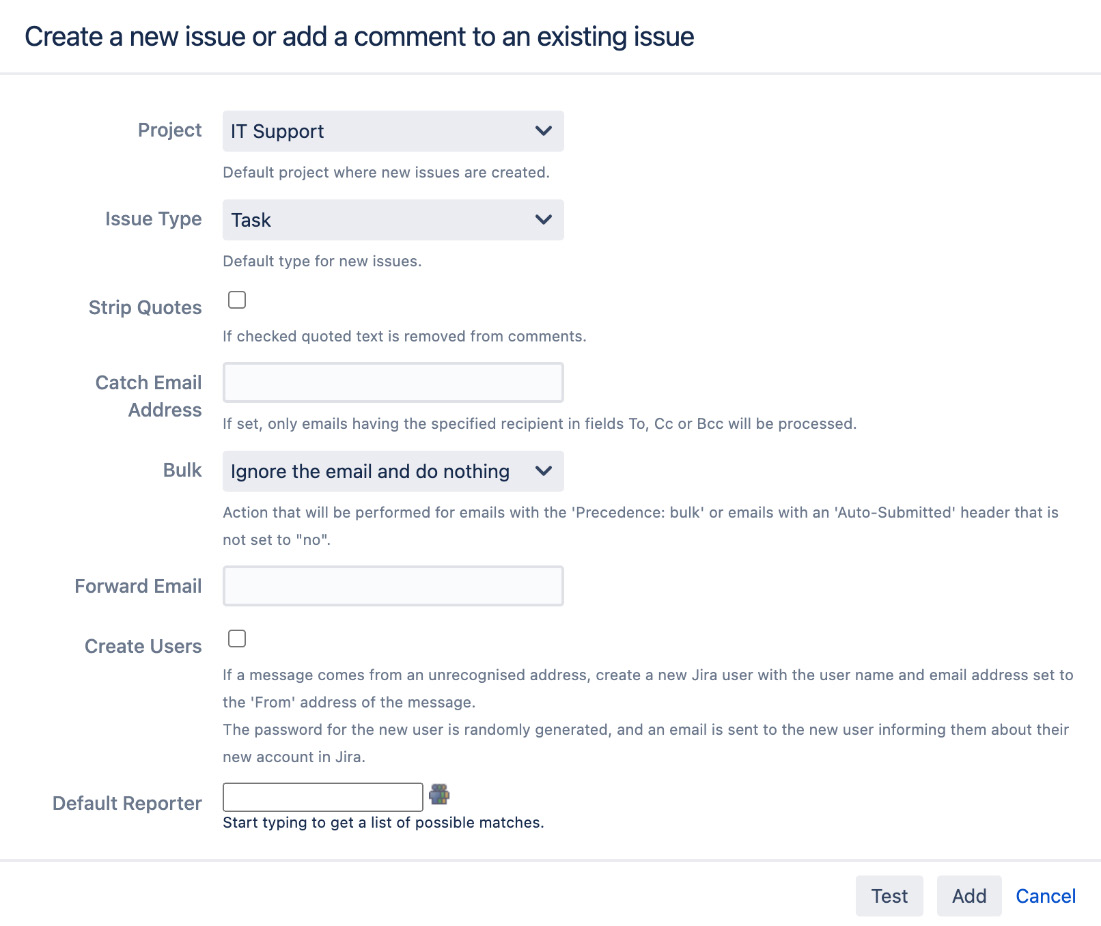 Create a new issue or add a comment to an existing issue
Project
IT Support
Default project where new issues are created.
Issue Type
Task
Default type for new issues.
Strip Quotes
If checked quoted text is removed from comments.
Catch Email
Address
If set, only emails having the specified recipient in fields To, Cc or Bcc will be processed.
Bulk
Ignore the email and do nothing
Action that will be performed for emails with the 'Precedence: bulk' or emails with an 'Auto-Submitted' header that is
not set to "no".
Forward Email
Create Users
If a message comes from an unrecognised address, create a new Jira user with the user name and email address set to
the 'From' address of the message.
The password for the new user is randomly generated, and an email is sent to the new user informing them about their
new account in Jira.
Default Reporter
Start typing to get a list of possible matches.
Test
Add
Cancel